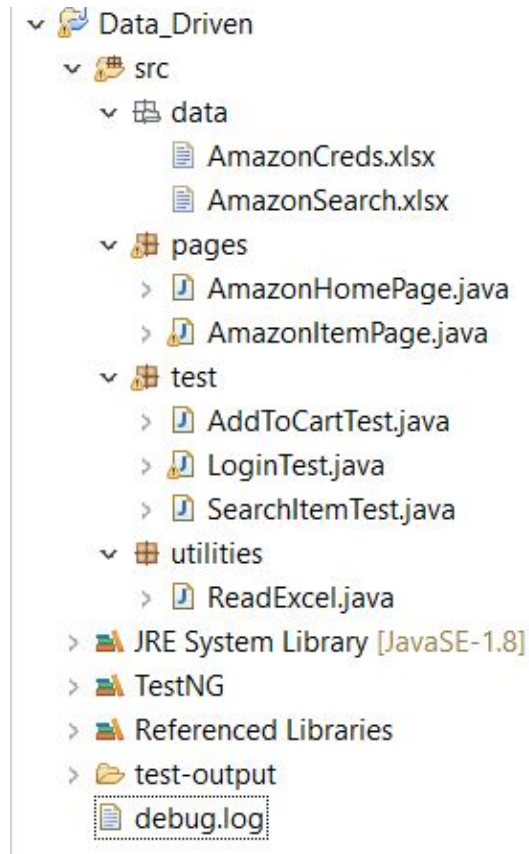 Data_Driven
src
data
AmazonCreds.xlsx
AmazonSearch.xlsx
pages
AmazonHomePage.java
AmazonItemPage.java
test
AddToCartTest.java
LoginTest.java
SearchItemTest.java
utilities
ReadExcel.java
JRE System Library [JavaSE-1.8]
TestNG
Referenced Libraries
test-output
debug.log